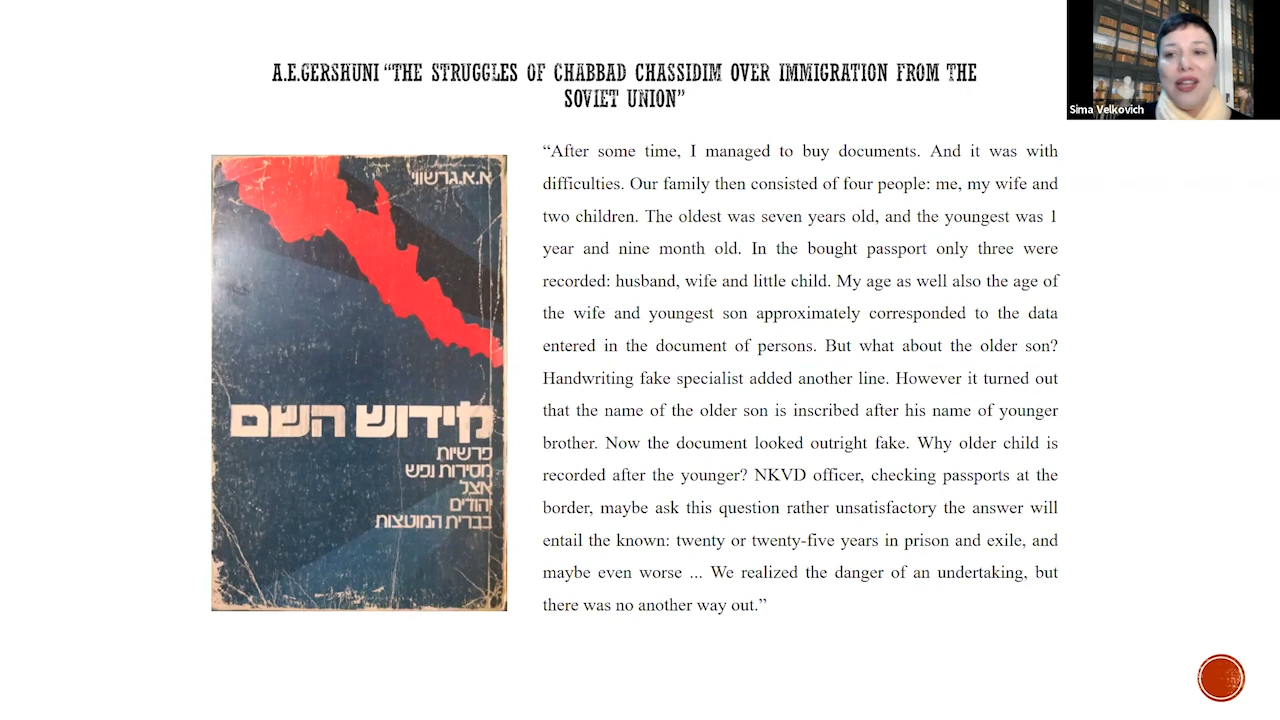 A.E.GERSHUNI “THE STRUGGLES OF CHABBAD CHASSIDIM OVER IMMIGRATION FROM THE
SOVIET UNION”
Sima Velkovich
א.א.גרשוני
קידוש השם
פרשיות
מסירות נפש
אצל
יהודים
בברית המועצות
“After some time, I managed to buy documents. And it was with
difficulties. Our family then consisted of four people: me, my wife and
two children. The oldest was seven years old, and the youngest was 1
year and nine month old. In the bought passport only three were
recorded: husband, wife and little child. My age as well also the age of
the wife and youngest son approximately corresponded to the data
entered in the document of persons. But what about the older son?
Handwriting fake specialist added another line. However it turned out
that the name of the older son is inscribed after his name of younger
brother. Now the document looked outright fake. Why older child is
recorded after the younger? NKVD officer, checking passports at the
border, maybe ask this question rather unsatisfactory the answer will
entail the known: twenty or twenty-five years in prison and exile, and
maybe even worse ... We realized the danger of an undertaking, but
there was no another way out.”